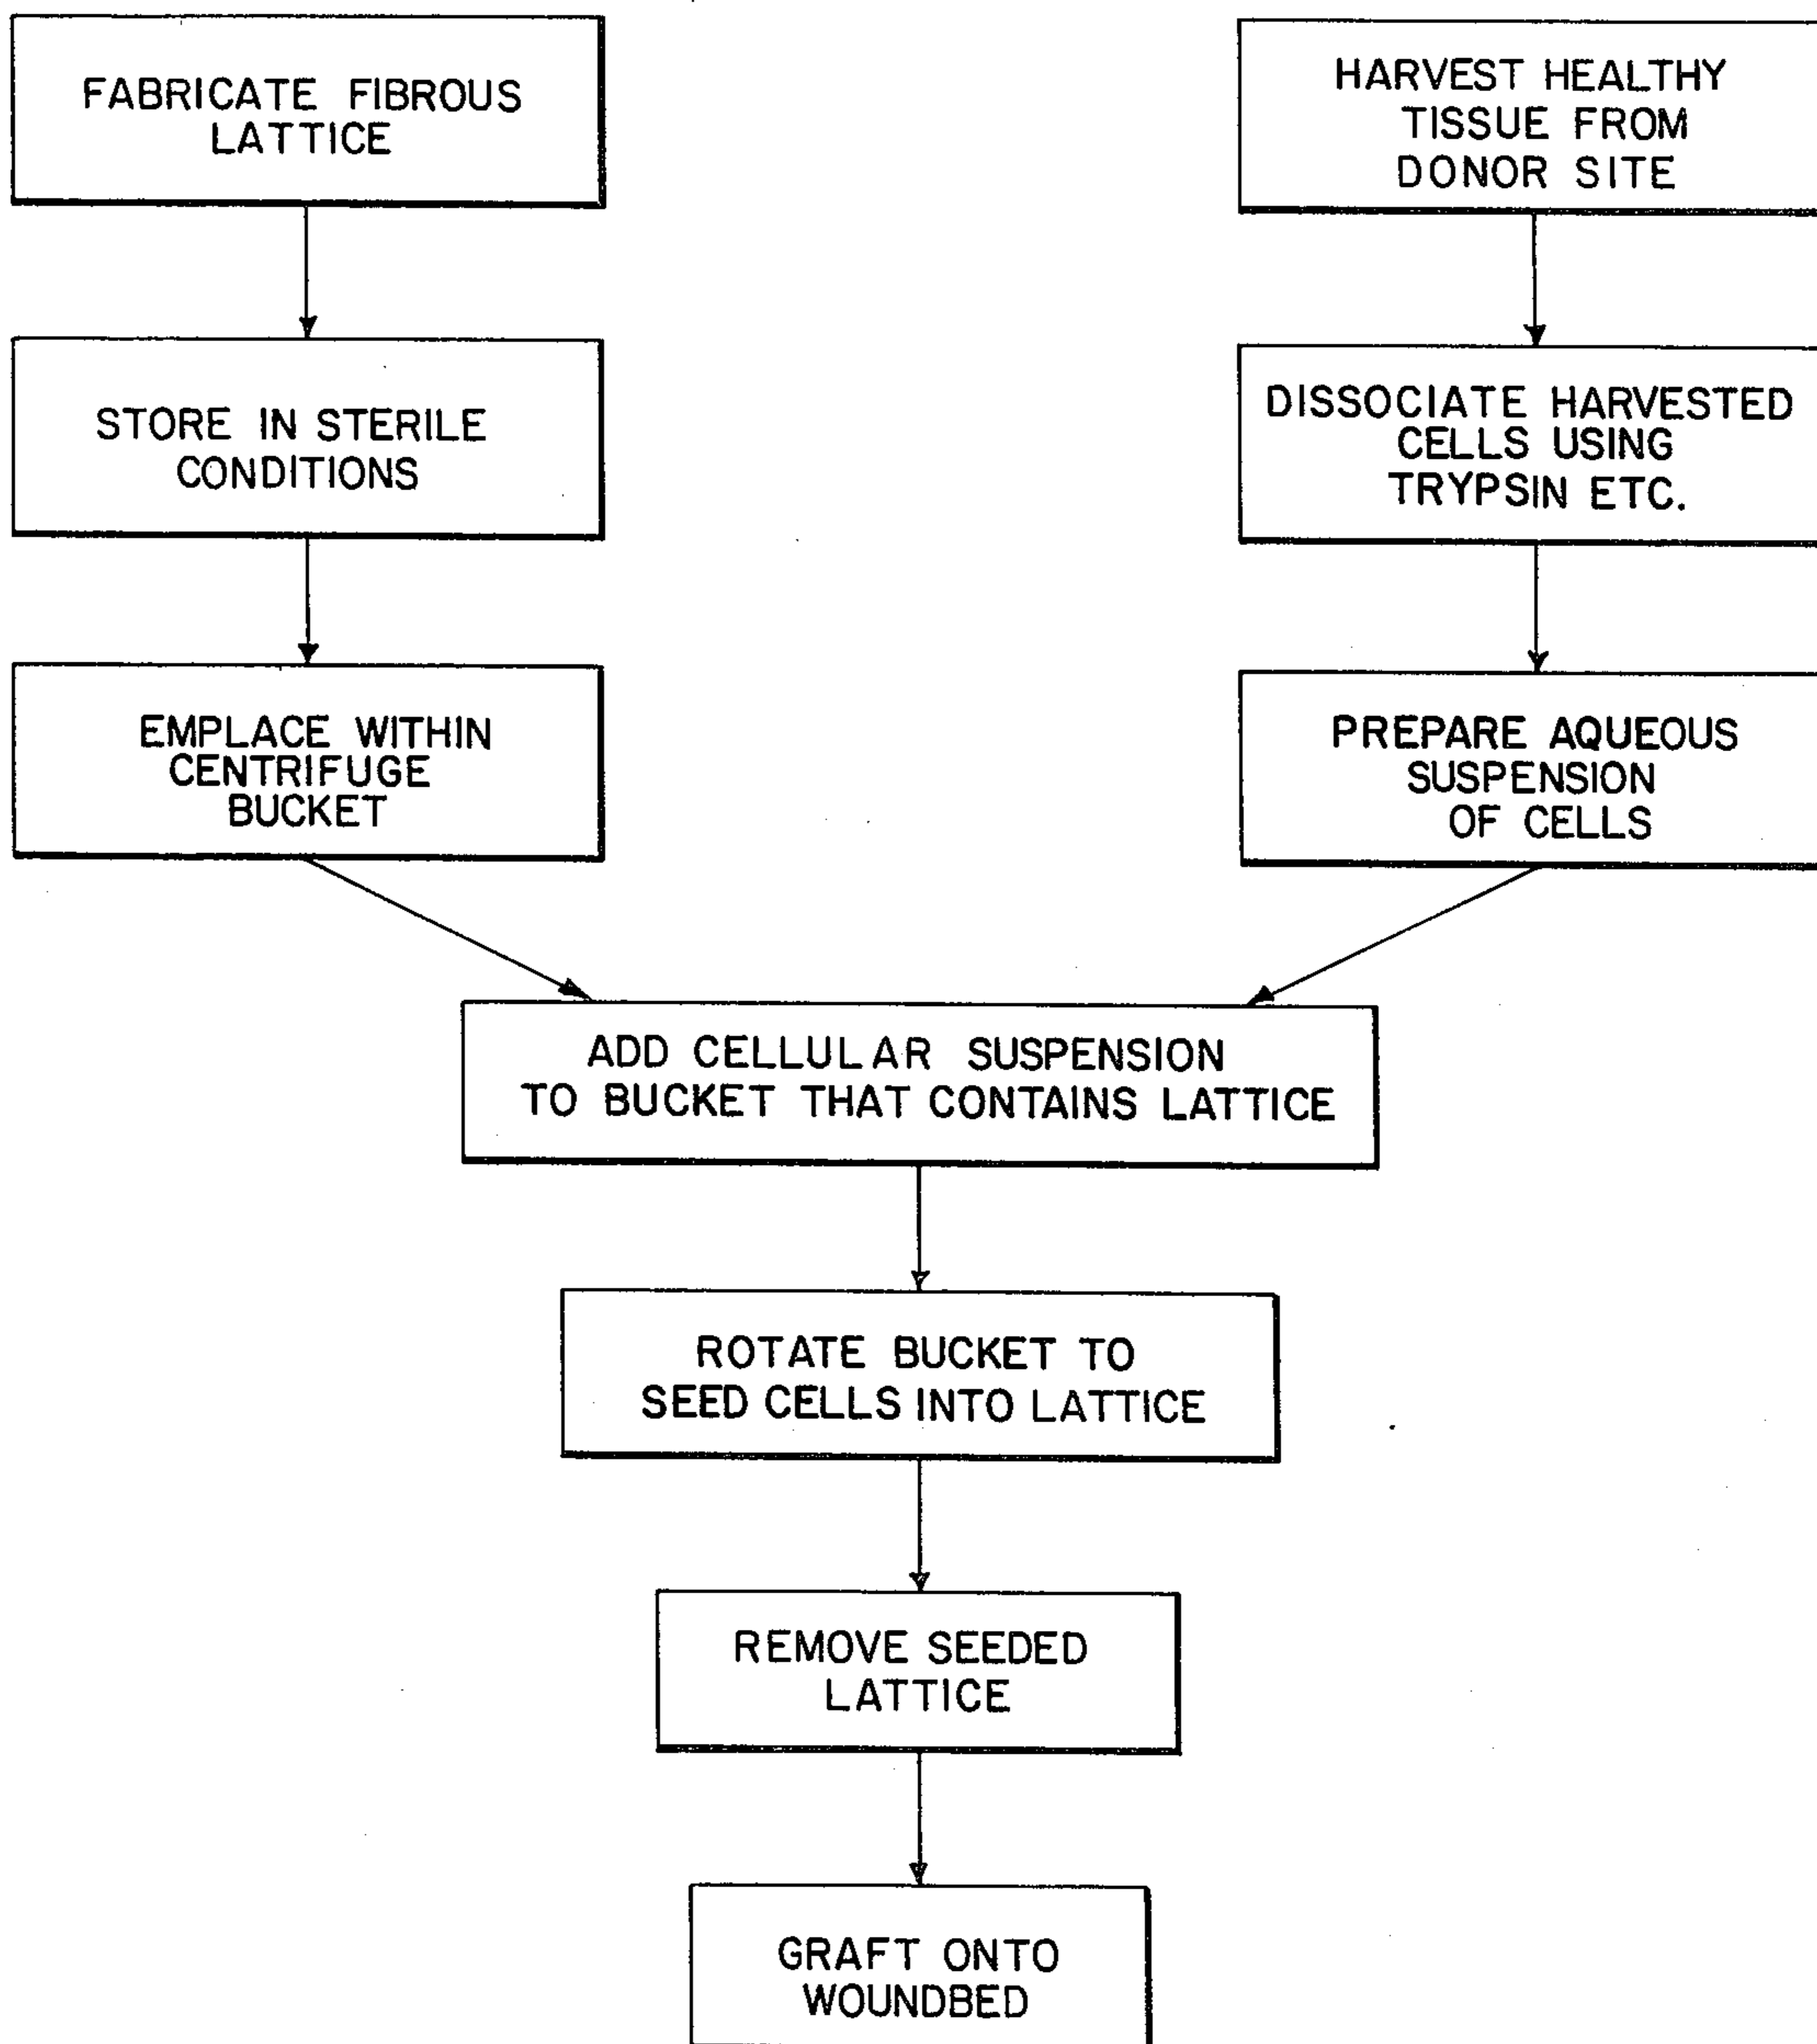 FABRICATE FIBROUS
LATTICE
STORE IN STERILE
CONDITIONS
EMPLACE WITHIN
CENTRIFUGE
BUCKET
HARVEST HEALTHY
TISSUE FROM
DONOR SITE
DISSOCIATE HARVESTED
CELLS USING
TRYPSIN ETC.
PREPARE AQUEOUS
SUSPENSION
OF CELLS
ADD CELLULAR SUSPENSION
TO BUCKET THAT CONTAINS LATTICE
ROTATE BUCKET TO
SEED CELLS INTO LATTICE
REMOVE SEEDED
LATTICE
GRAFT ONTO
WOUNDBED